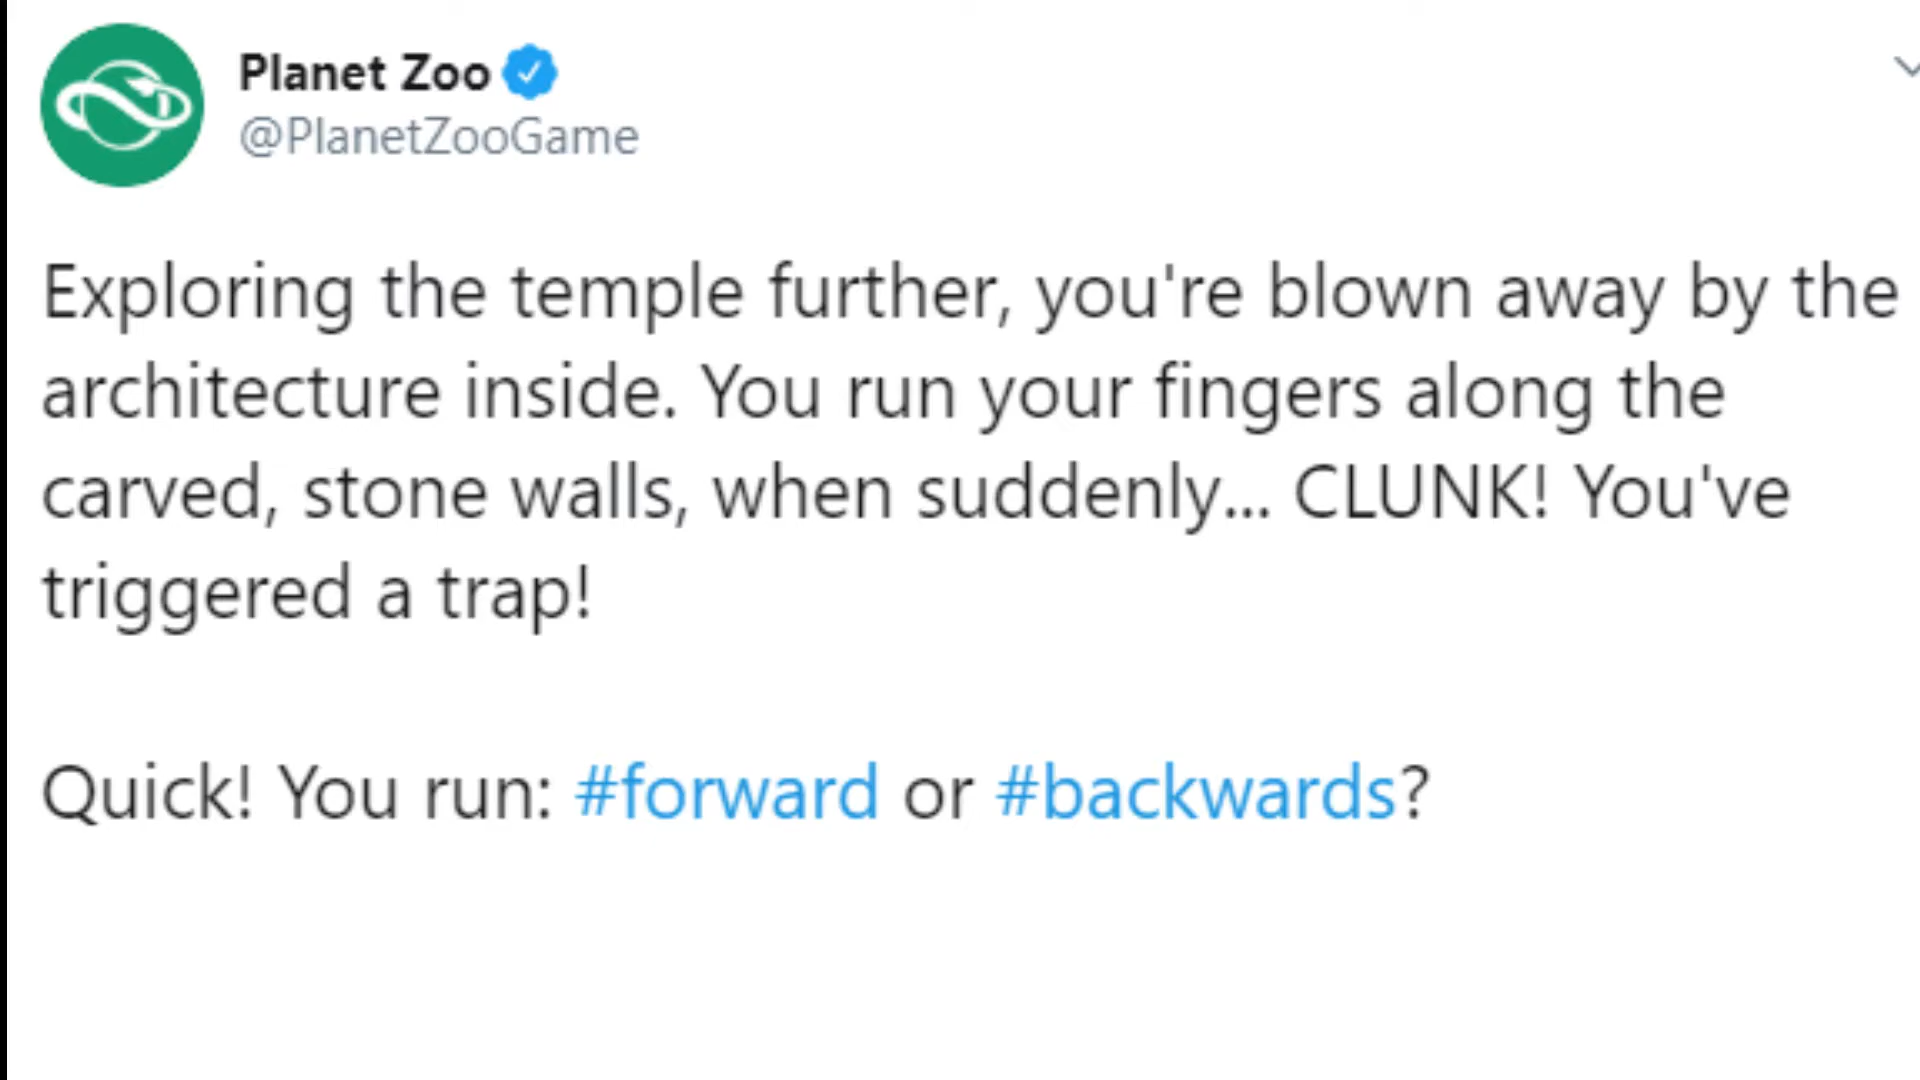 Planet Zoo
@PlanetZooGame
Exploring the temple further, you're blown away by the
architecture inside. You run your fingers along the
carved, stone walls, when suddenly... CLUNK! You've
triggered a trap!
Quick! You run: #forward or #backwards?